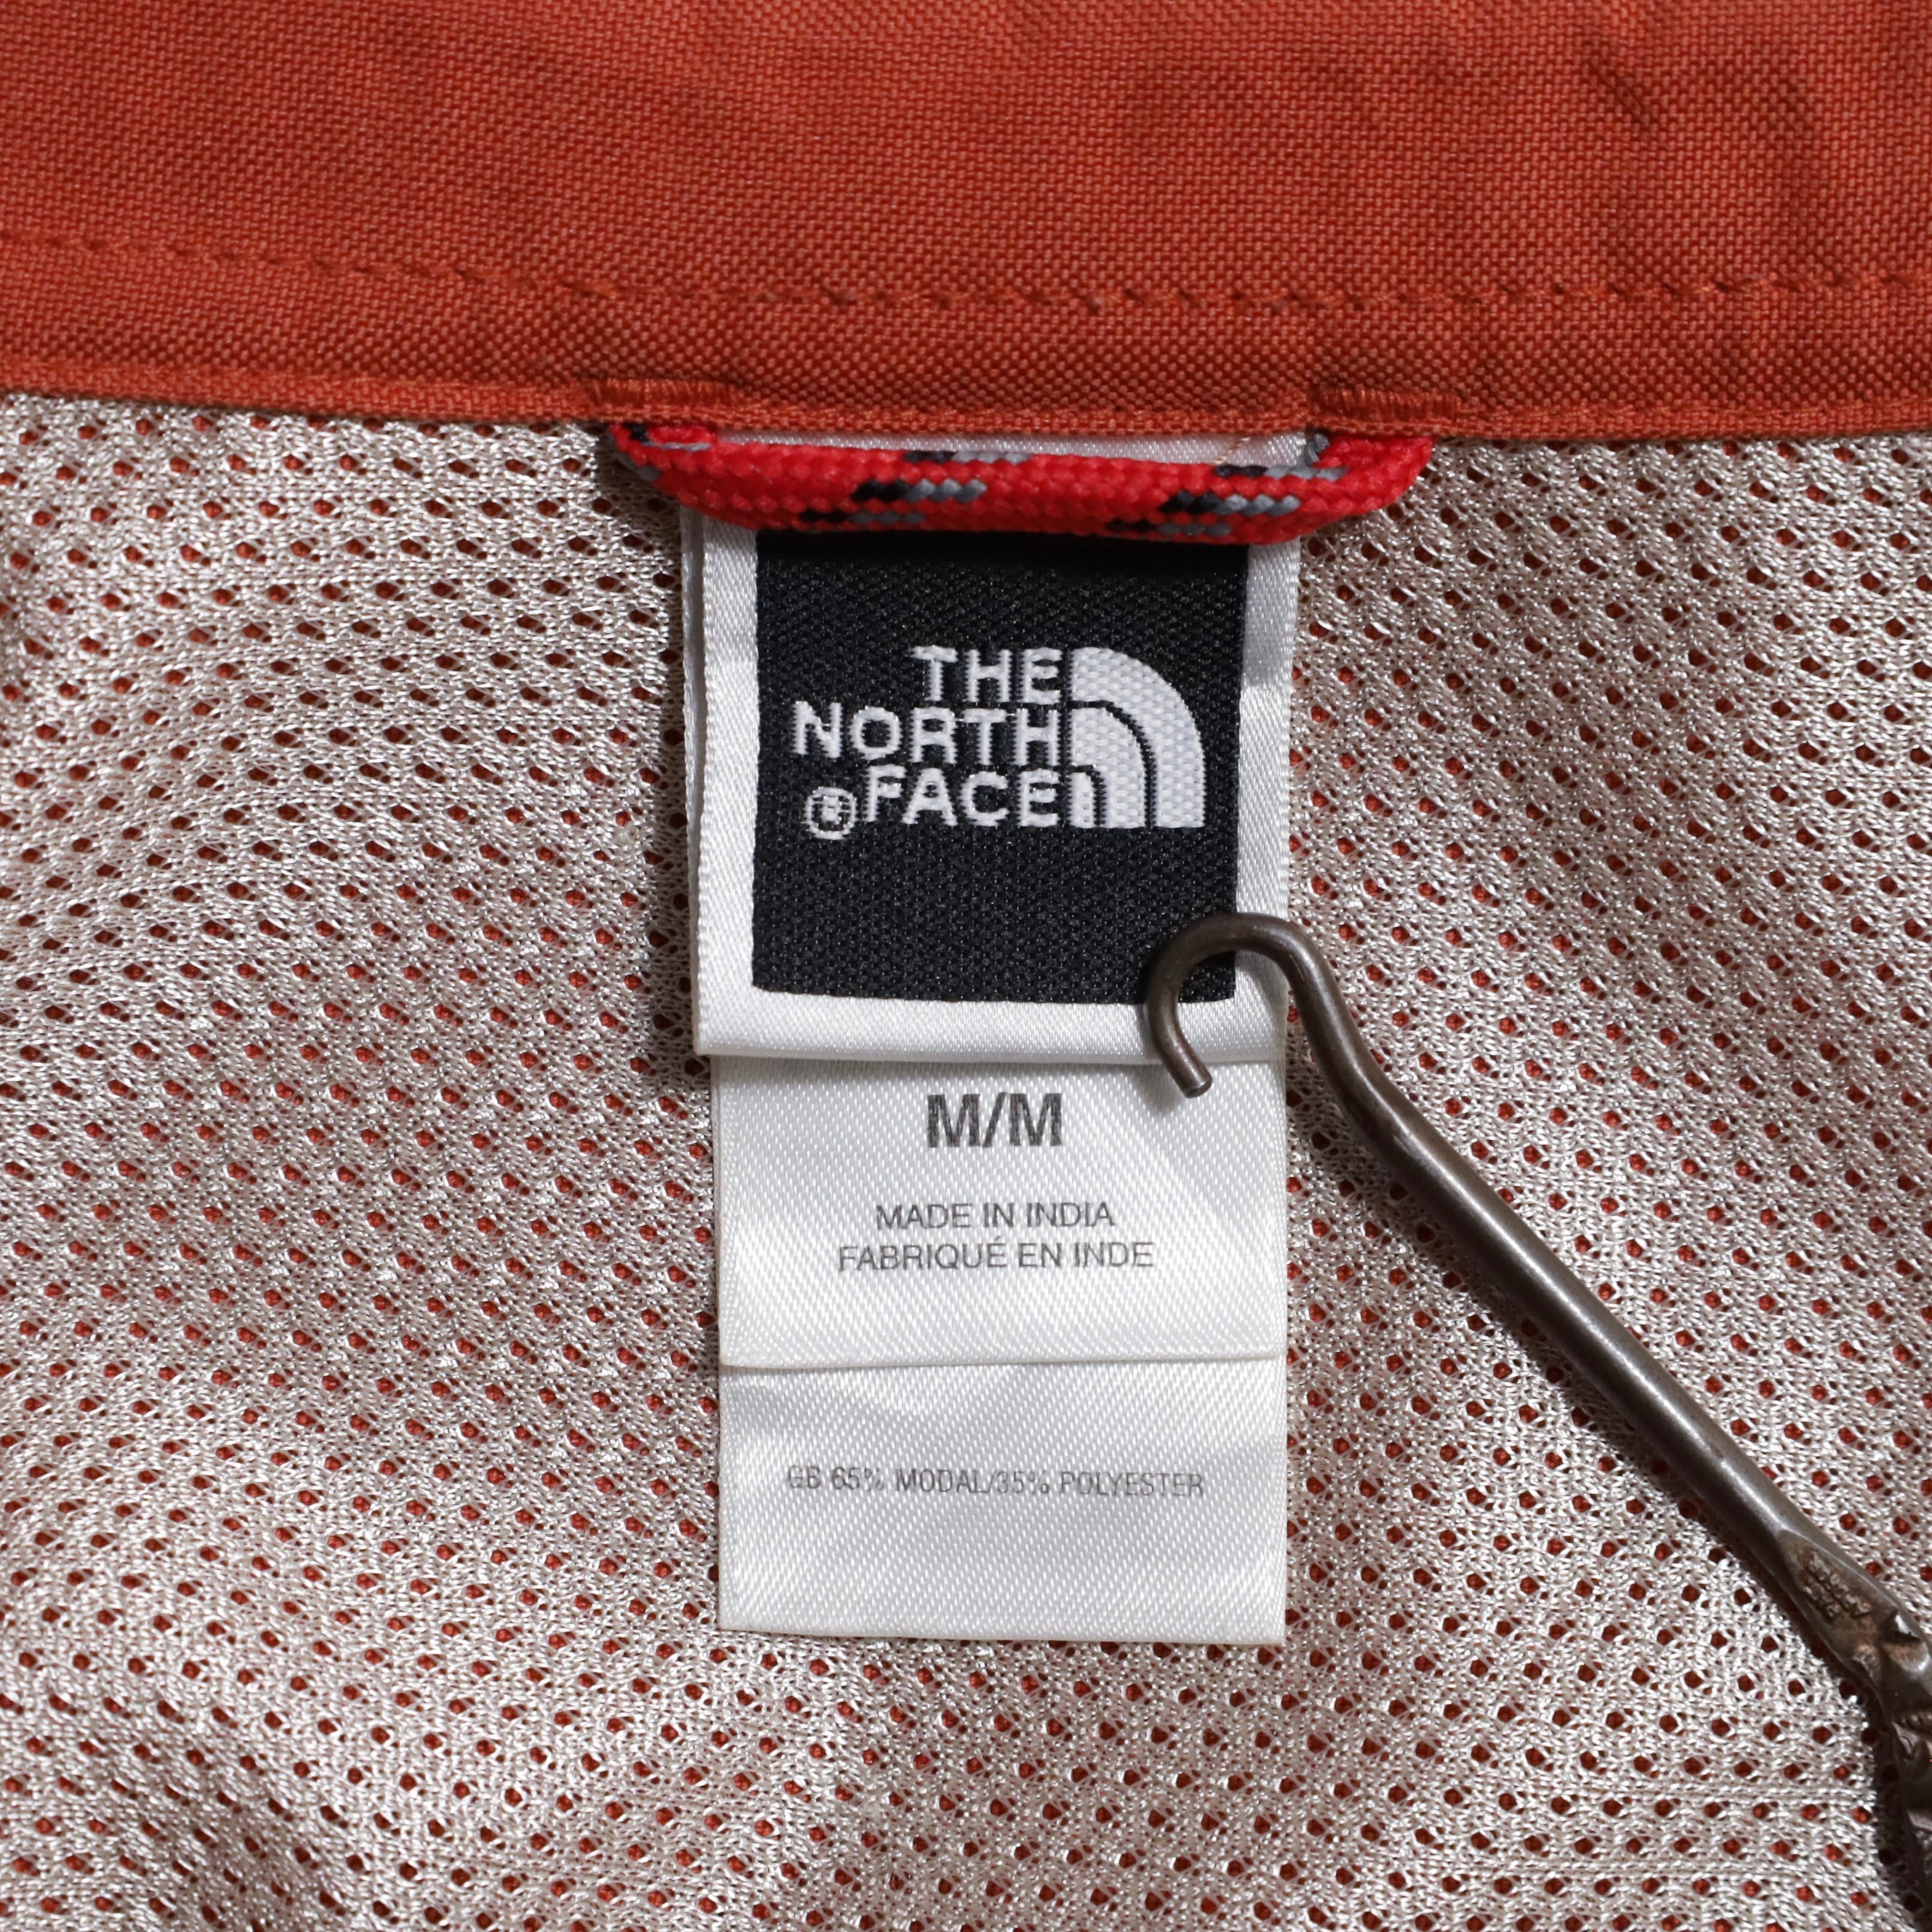 THE
NORTH
®FACE
M/M
MADE IN INDIA
FABRIQUÉ EN INDE
GB 65% MODAL/35% POLYESTER